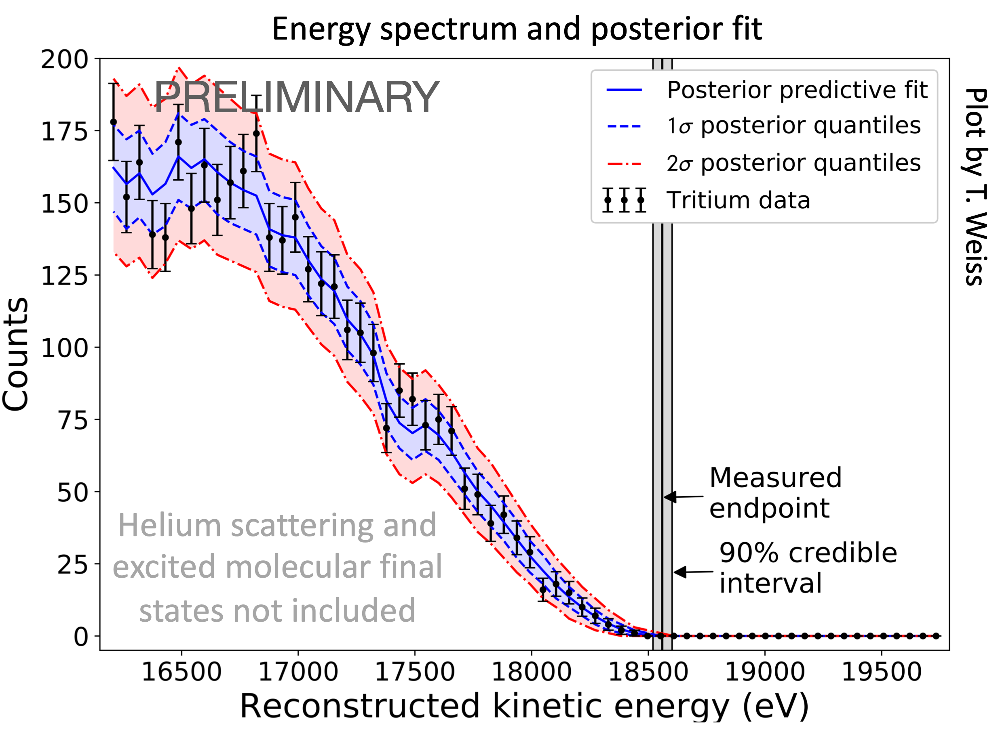 Energy spectrum and posterior fit
PRELIMINARY
Posterior predictive fit
1σ posterior quantiles
2σ posterior quantiles
Tritium data
Plot by T. Weiss
Counts
200
175
150
125
100
75
50
25
0
Measured
endpoint
90% credible
interval
Helium scattering and
excited molecular final
states not included
16500 17000 17500 18000 18500 19000 19500
Reconstructed kinetic energy (eV)